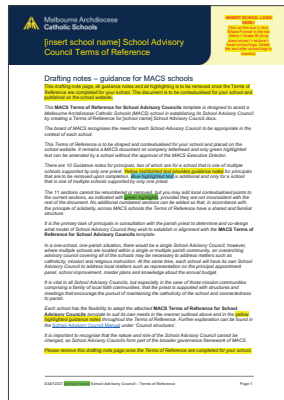 Melbourne Archdiocese
Catholic Schools
<INSERT SCHOOL LOGO
HERE>
[insert school name] School Advisory
Council Terms of Reference
Drafting notes – guidance for MACS schools
This drafting note page, all guidance notes and all highlighting is to be removed once the Terms of
Reference are completed for your school. The document is to be contextualised for your school and
published on the school website.
This MACS Terms of Reference for School Advisory Councils template is designed to assist a
Melbourne Archdiocese Catholic Schools (MACS) school in establishing its School Advisory Council
by creating a Terms of Reference for [school name] School Advisory Council document.
The board of MACS recognises the need for each School Advisory Council to be appropriate in the
context of each school.
This Terms of Reference is to be shaped and contextualised for your school and placed on the
school website. It remains a MACS document on company letterhead and only green highlighted
text can be amended by a school without the approval of the MACS Executive Director.
There are 10 Guidance notes for principals, two of which are for a school that is one of multiple
schools supported by only one priest. Yellow highlighted text provides guidance notes for principals
that are to be removed upon completion. Blue highlighted text is additional and only for a school
that is one of multiple schools supported by only one priest.
The 11 sections cannot be renumbered or removed, but you may add local contextualised points to
the current sections, as indicated with green highlights, provided they are not inconsistent with the
rest of the document. No additional numbered sections can be added so that, in accordance with
the principle of solidarity, across MACS schools the Terms of Reference have a consistent
structure.
It is the primary task of principals in consultation with the parish priest to determine and co-design
what model of School Advisory Council they wish to establish in alignment with the MACS Terms of
Reference for School Advisory Councils template.
In a one-school, one-parish situation, there would be a single School Advisory Council; however,
where multiple schools are located within a single or multiple parish community, an overarching
advisory council covering all of the schools may be necessary to address matters such as
catholicity, mission and religious instruction. At the same time, each school will have its own School
Advisory Council to address local matters such as representation on the principal appointment
panel, school improvement, master plans and knowledge about the annual budget.
It is vital in all School Advisory Councils, but especially in the case of those mission communities
comprising a family of local faith communities, that the priest is supported with structures and
meetings that encourage the pursuit of maintaining the catholicity of the school and connectedness
to parish.
Each school has the flexibility to adapt the attached MACS Terms of Reference for School
Advisory Councils template to suit its own needs in the manner outlined above and in the yellow
highlighted guidance notes throughout the Terms of Reference. Further explanation can be found in
the School Advisory Council Manual under 'Council structures'.
It is important to recognise that the nature and role of the School Advisory Council cannot be
changed, as School Advisory Councils form part of the broader governance framework of MACS.
Please remove this drafting note page once the Terms of Reference are completed for your school.
School Advisory Council – Terms of Reference
Page 1